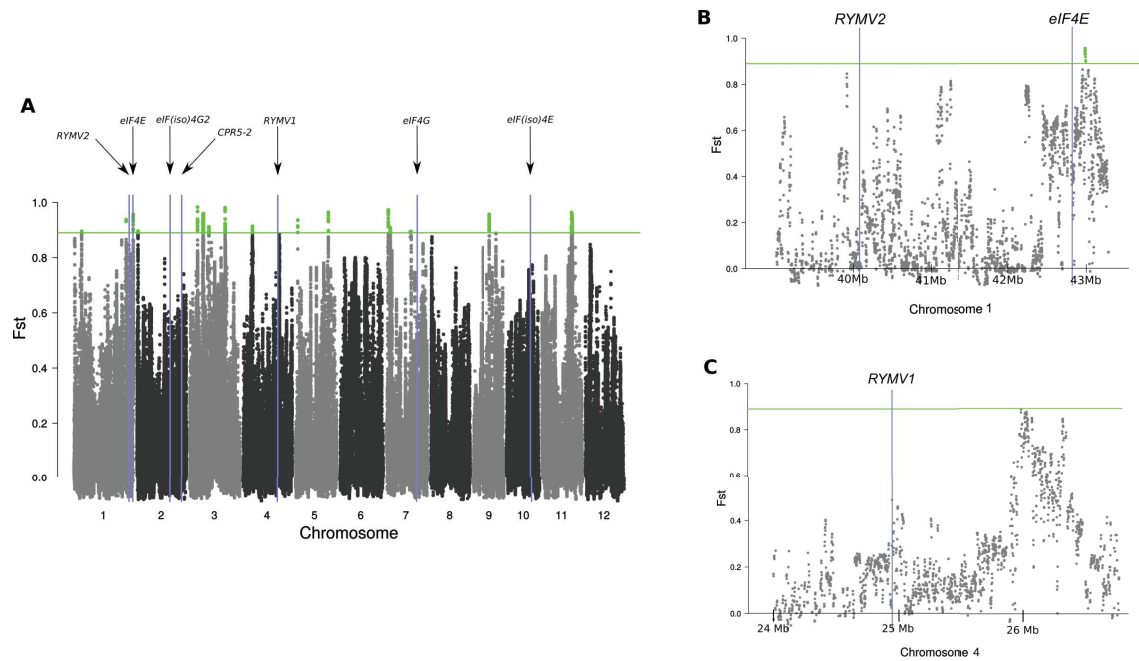 A
RYMV2
eIF4E
eIF(iso)4G2
CPR5-2
RYMV1
eIF4G
eIF(iso)4E
Fst
1.0
0.8
0.6
0.4
0.2
0.0
1 2 3 4 5 6 7 8 9 10 11 12
Chromosome
B
RYMV2
eIF4E
Fst
1.0
0.8
0.6
0.4
0.2
0.0
40Mb 41Mb 42Mb 43Mb
Chromosome 1
C
RYMV1
Fst
1.0
0.8
0.6
0.4
0.2
0.0
24 Mb 25 Mb 26 Mb
Chromosome 4